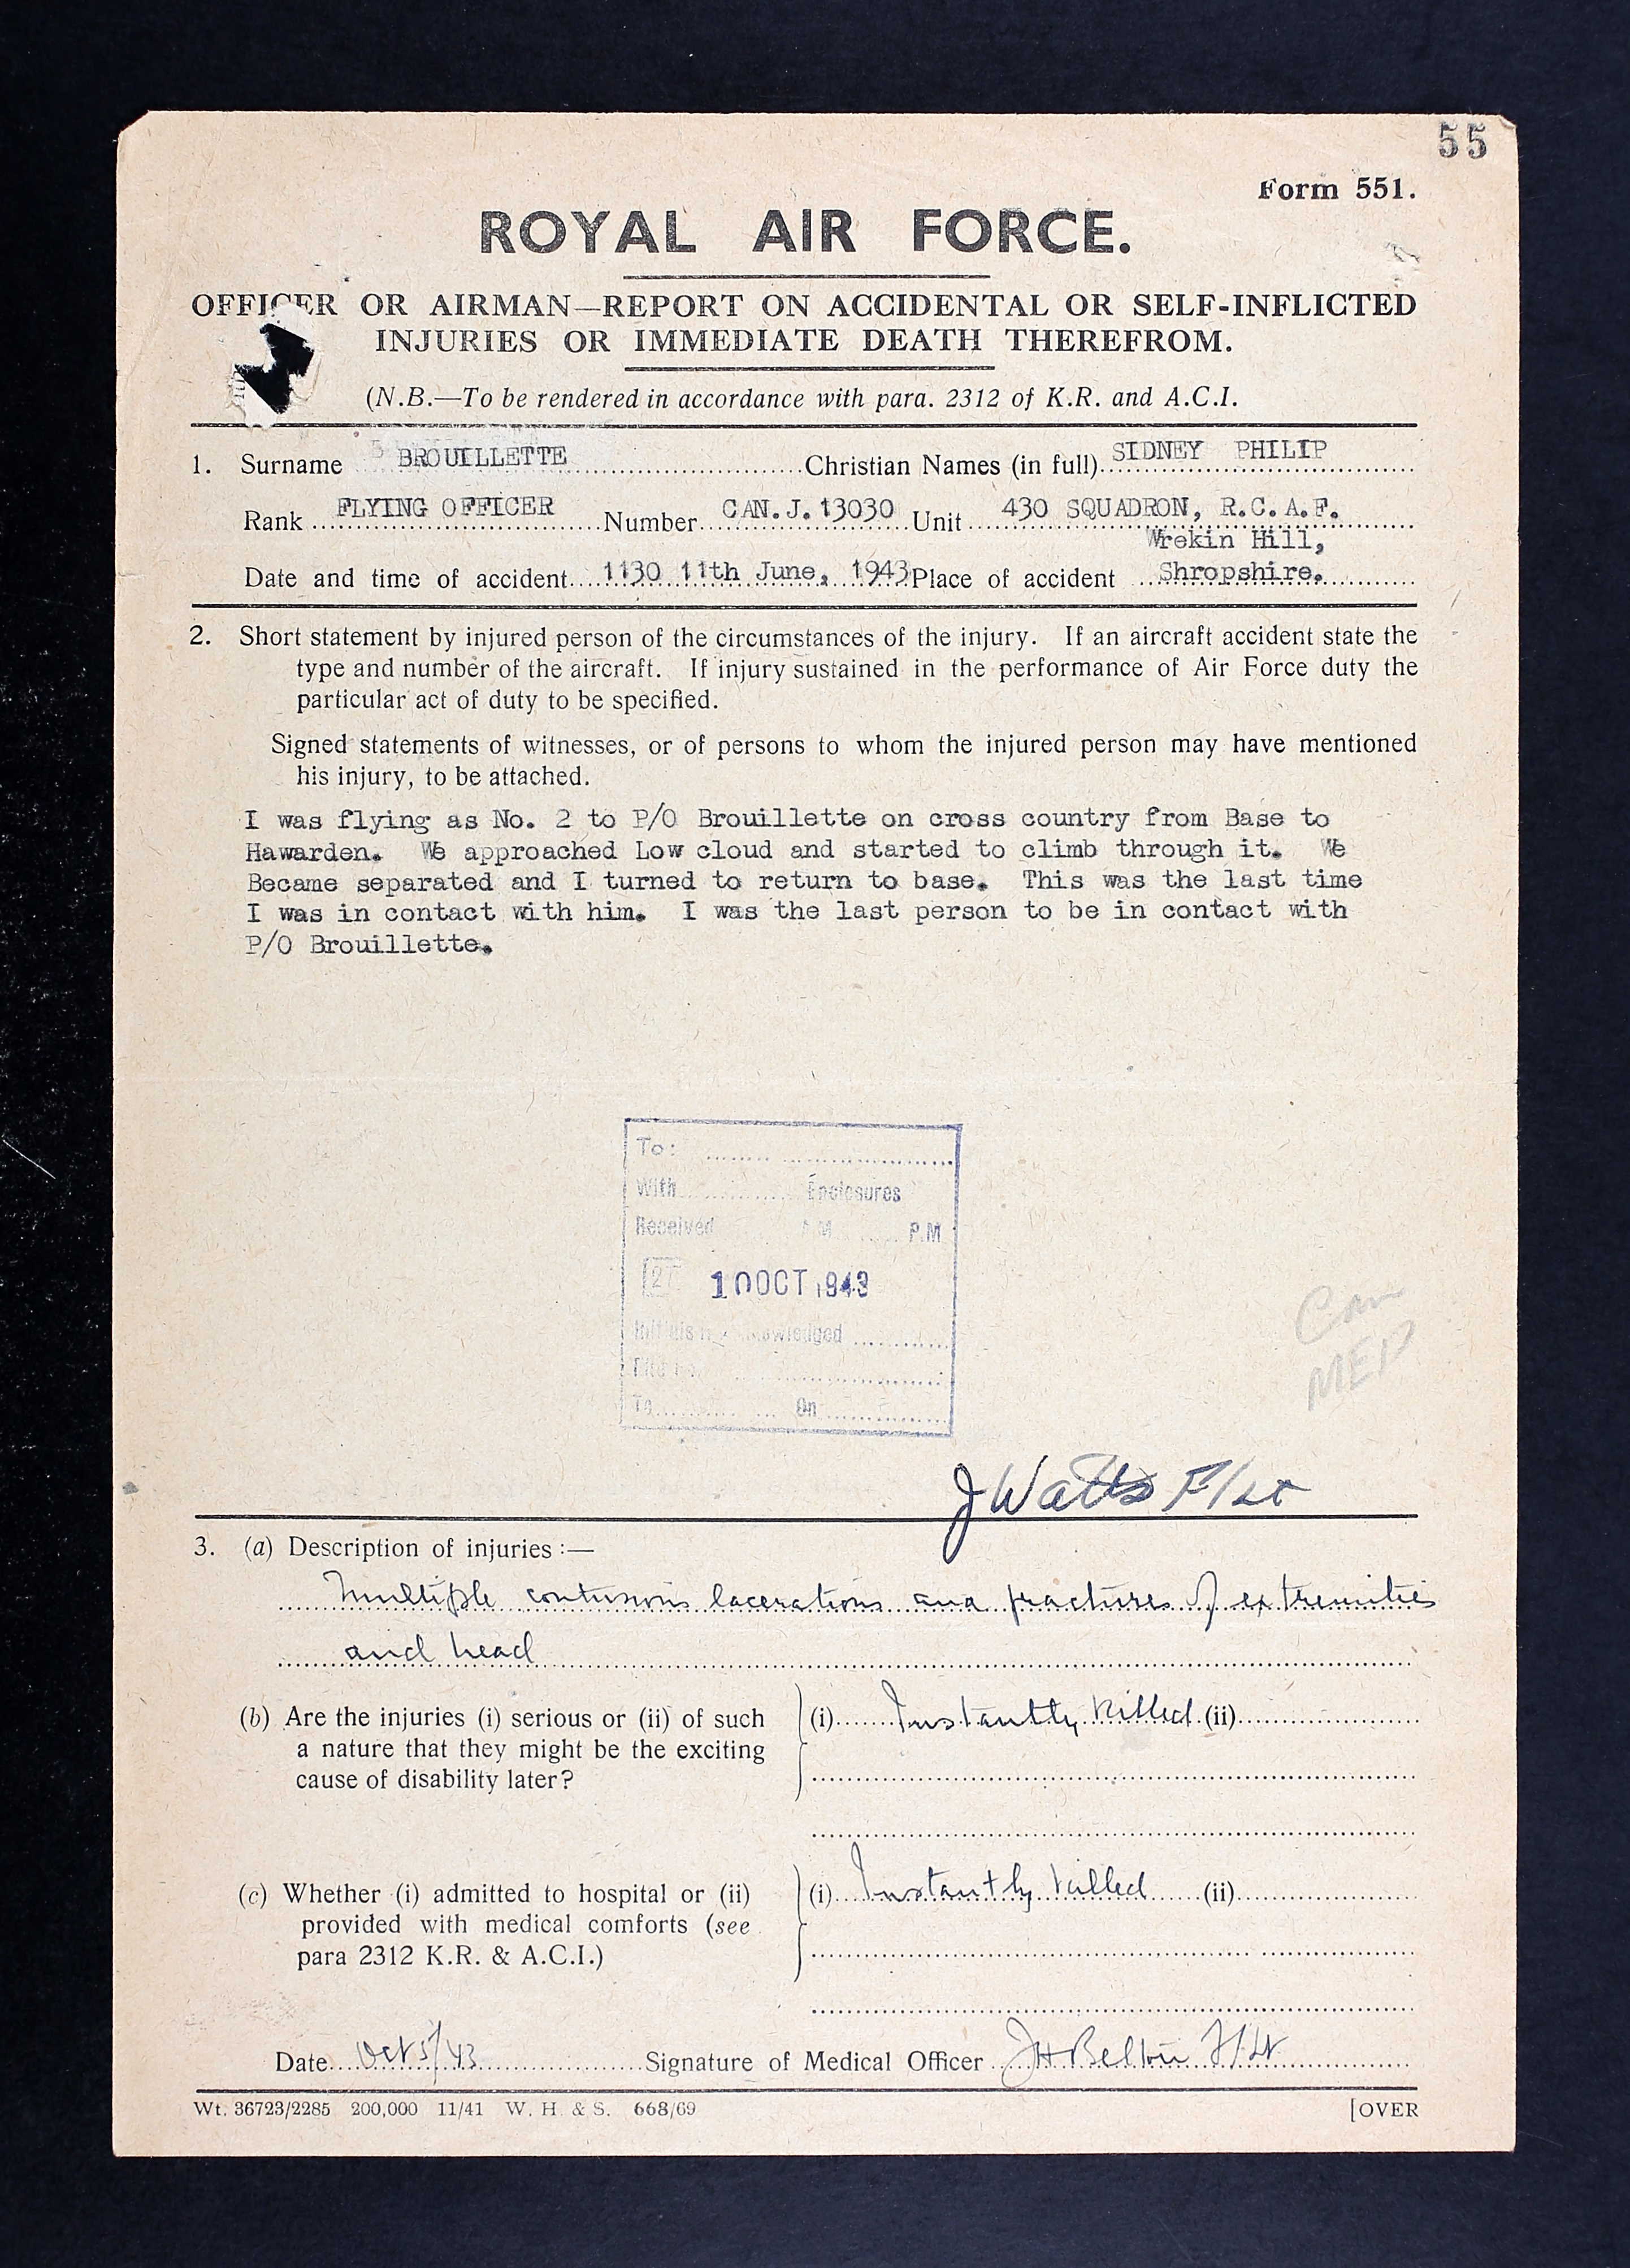 55
Form 551.
ROYAL AIR FORCE.
OFFICER OR AIRMAN—REPORT ON ACCIDENTAL OR SELF-INFLICTED
INJURIES OR IMMEDIATE DEATH THEREFROM.
(N.B.—To be rendered in accordance with para. 2312 of K.R. and A.C.I.
1. Surname BROUILLETTE Christian Names (in full) SIDNEY PHILIP
Rank FLYING OFFICER Number CAN.J.13030 Unit 430 SQUADRON, R.C.A.F.
Wrekin Hill,
Date and time of accident 1130 11th June, 1943 Place of accident Shropshire.
2. Short statement by injured person of the circumstances of the injury. If an aircraft accident state the
type and number of the aircraft. If injury sustained in the performance of Air Force duty the
particular act of duty to be specified.
Signed statements of witnesses, or of persons to whom the injured person may have mentioned
his injury, to be attached.
I was flying as No. 2 to P/O Brouillette on cross country from Base to
Hawarden. We approached Low cloud and started to climb through it. We
Became separated and I turned to return to base. This was the last time
I was in contact with him. I was the last person to be in contact with
P/O Brouillette.
To:
With Enclosures
Received A.M P.M
27 10 OCT 1943
Initials
To On
Can
MED
J Watts F/Lt
3. (a) Description of injuries :—
Multiple contusions lacerations and fractures of extremities
and head
(b) Are the injuries (i) serious or (ii) of such (i) Instantly killed (ii)
a nature that they might be the exciting
cause of disability later?
(c) Whether (i) admitted to hospital or (ii) (i) Instantly killed (ii)
provided with medical comforts (see
para 2312 K.R. & A.C.I.)
Date Oct 5/43 Signature of Medical Officer JH F/Lt
Wt. 36723/2285 200,000 11/41 W. H. & S. 668/69 [OVER